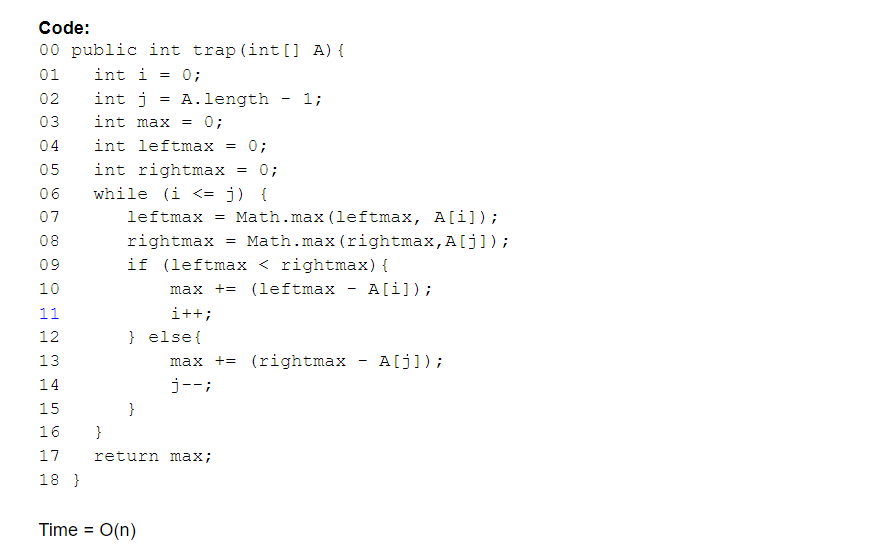 Code:
00 public int trap(int[] A){
01   int i = 0;
02   int j = A.length - 1;
03   int max = 0;
04   int leftmax = 0;
05   int rightmax = 0;
06   while (i <= j) {
07      leftmax = Math.max(leftmax, A[i]);
08      rightmax = Math.max(rightmax,A[j]);
09      if (leftmax < rightmax){
10          max += (leftmax - A[i]);
11          i++;
12      } else{
13          max += (rightmax - A[j]);
14          j--;
15      }
16   }
17   return max;
18 }
Time = O(n)